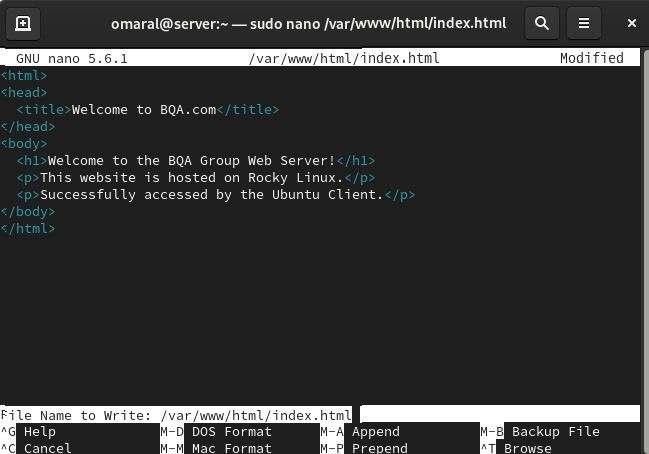 omaral@server:~ — sudo nano /var/www/html/index.html
GNU nano 5.6.1 /var/www/html/index.html Modified
<html>
<head>
  <title>Welcome to BQA.com</title>
</head>
<body>
  <h1>Welcome to the BQA Group Web Server!</h1>
  <p>This website is hosted on Rocky Linux.</p>
  <p>Successfully accessed by the Ubuntu Client.</p>
</body>
</html>
File Name to Write: /var/www/html/index.html
^G Help M-D DOS Format M-A Append M-B Backup File
^C Cancel M-M Mac Format M-P Prepend ^T Browse